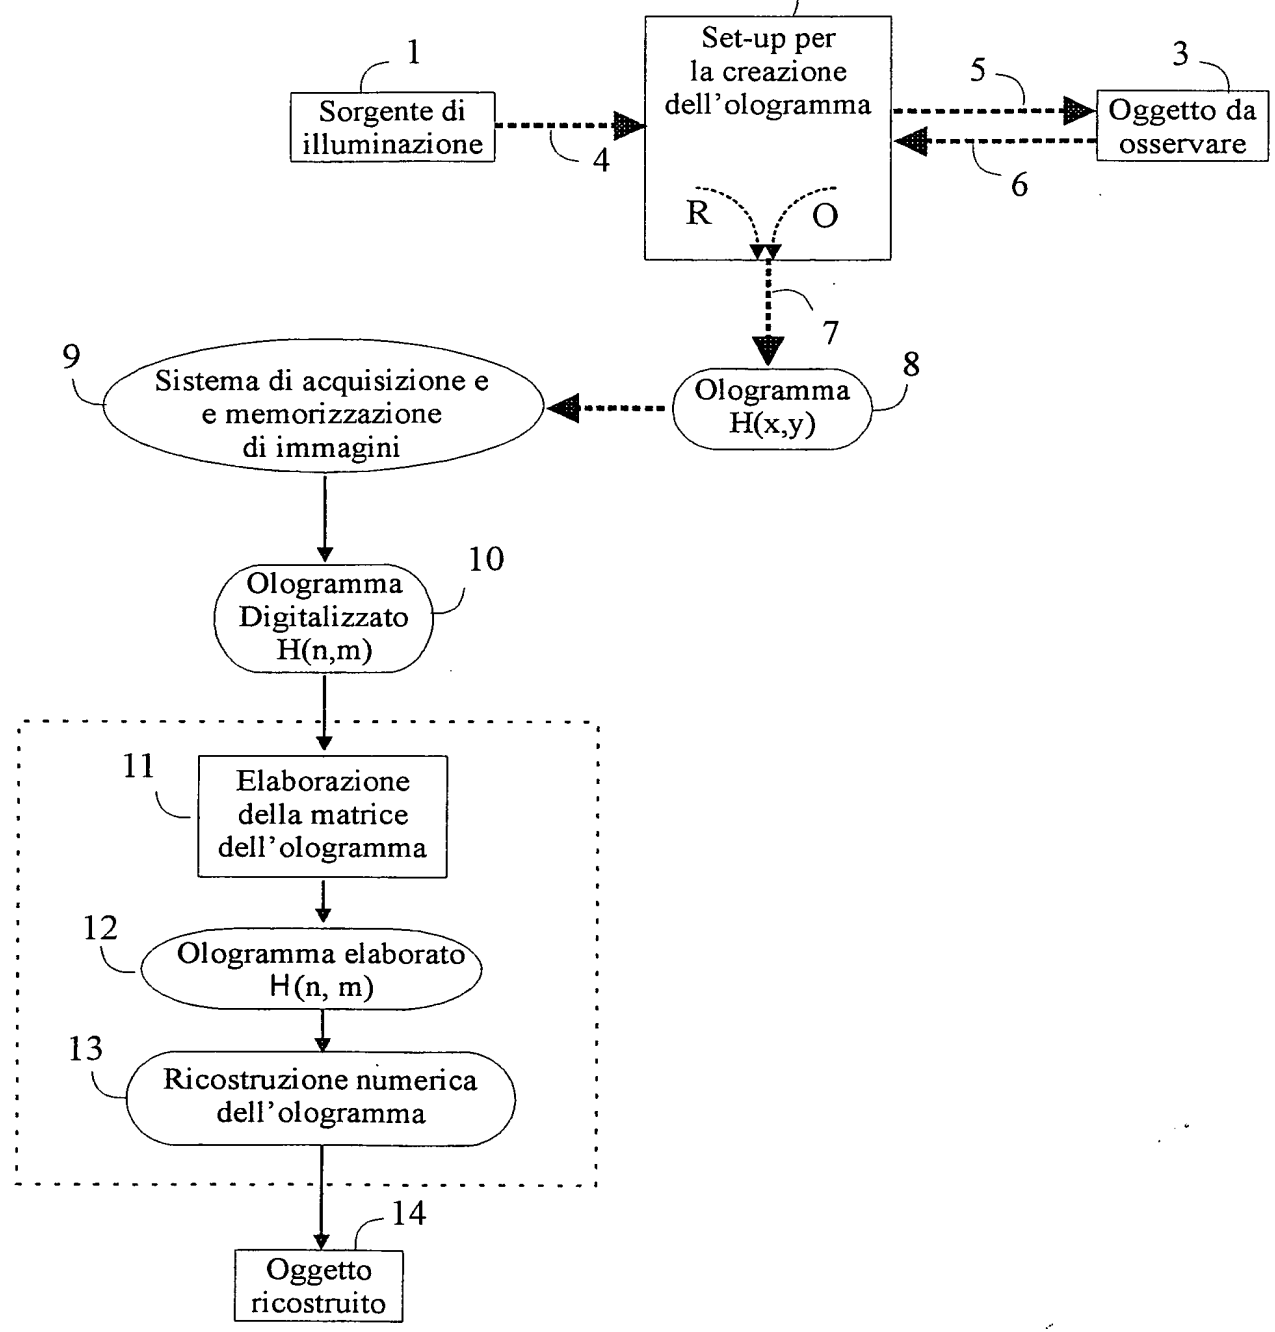 1
Sorgente di
illuminazione
4
Set-up per
la creazione
dell'ologramma
R
O
5
6
3
Oggetto da
osservare
7
8
Ologramma
H(x,y)
9
Sistema di acquisizione e
e memorizzazione
di immagini
10
Ologramma
Digitalizzato
H(n,m)
11
Elaborazione
della matrice
dell'ologramma
12
Ologramma elaborato
H(n, m)
13
Ricostruzione numerica
dell'ologramma
14
Oggetto
ricostruito